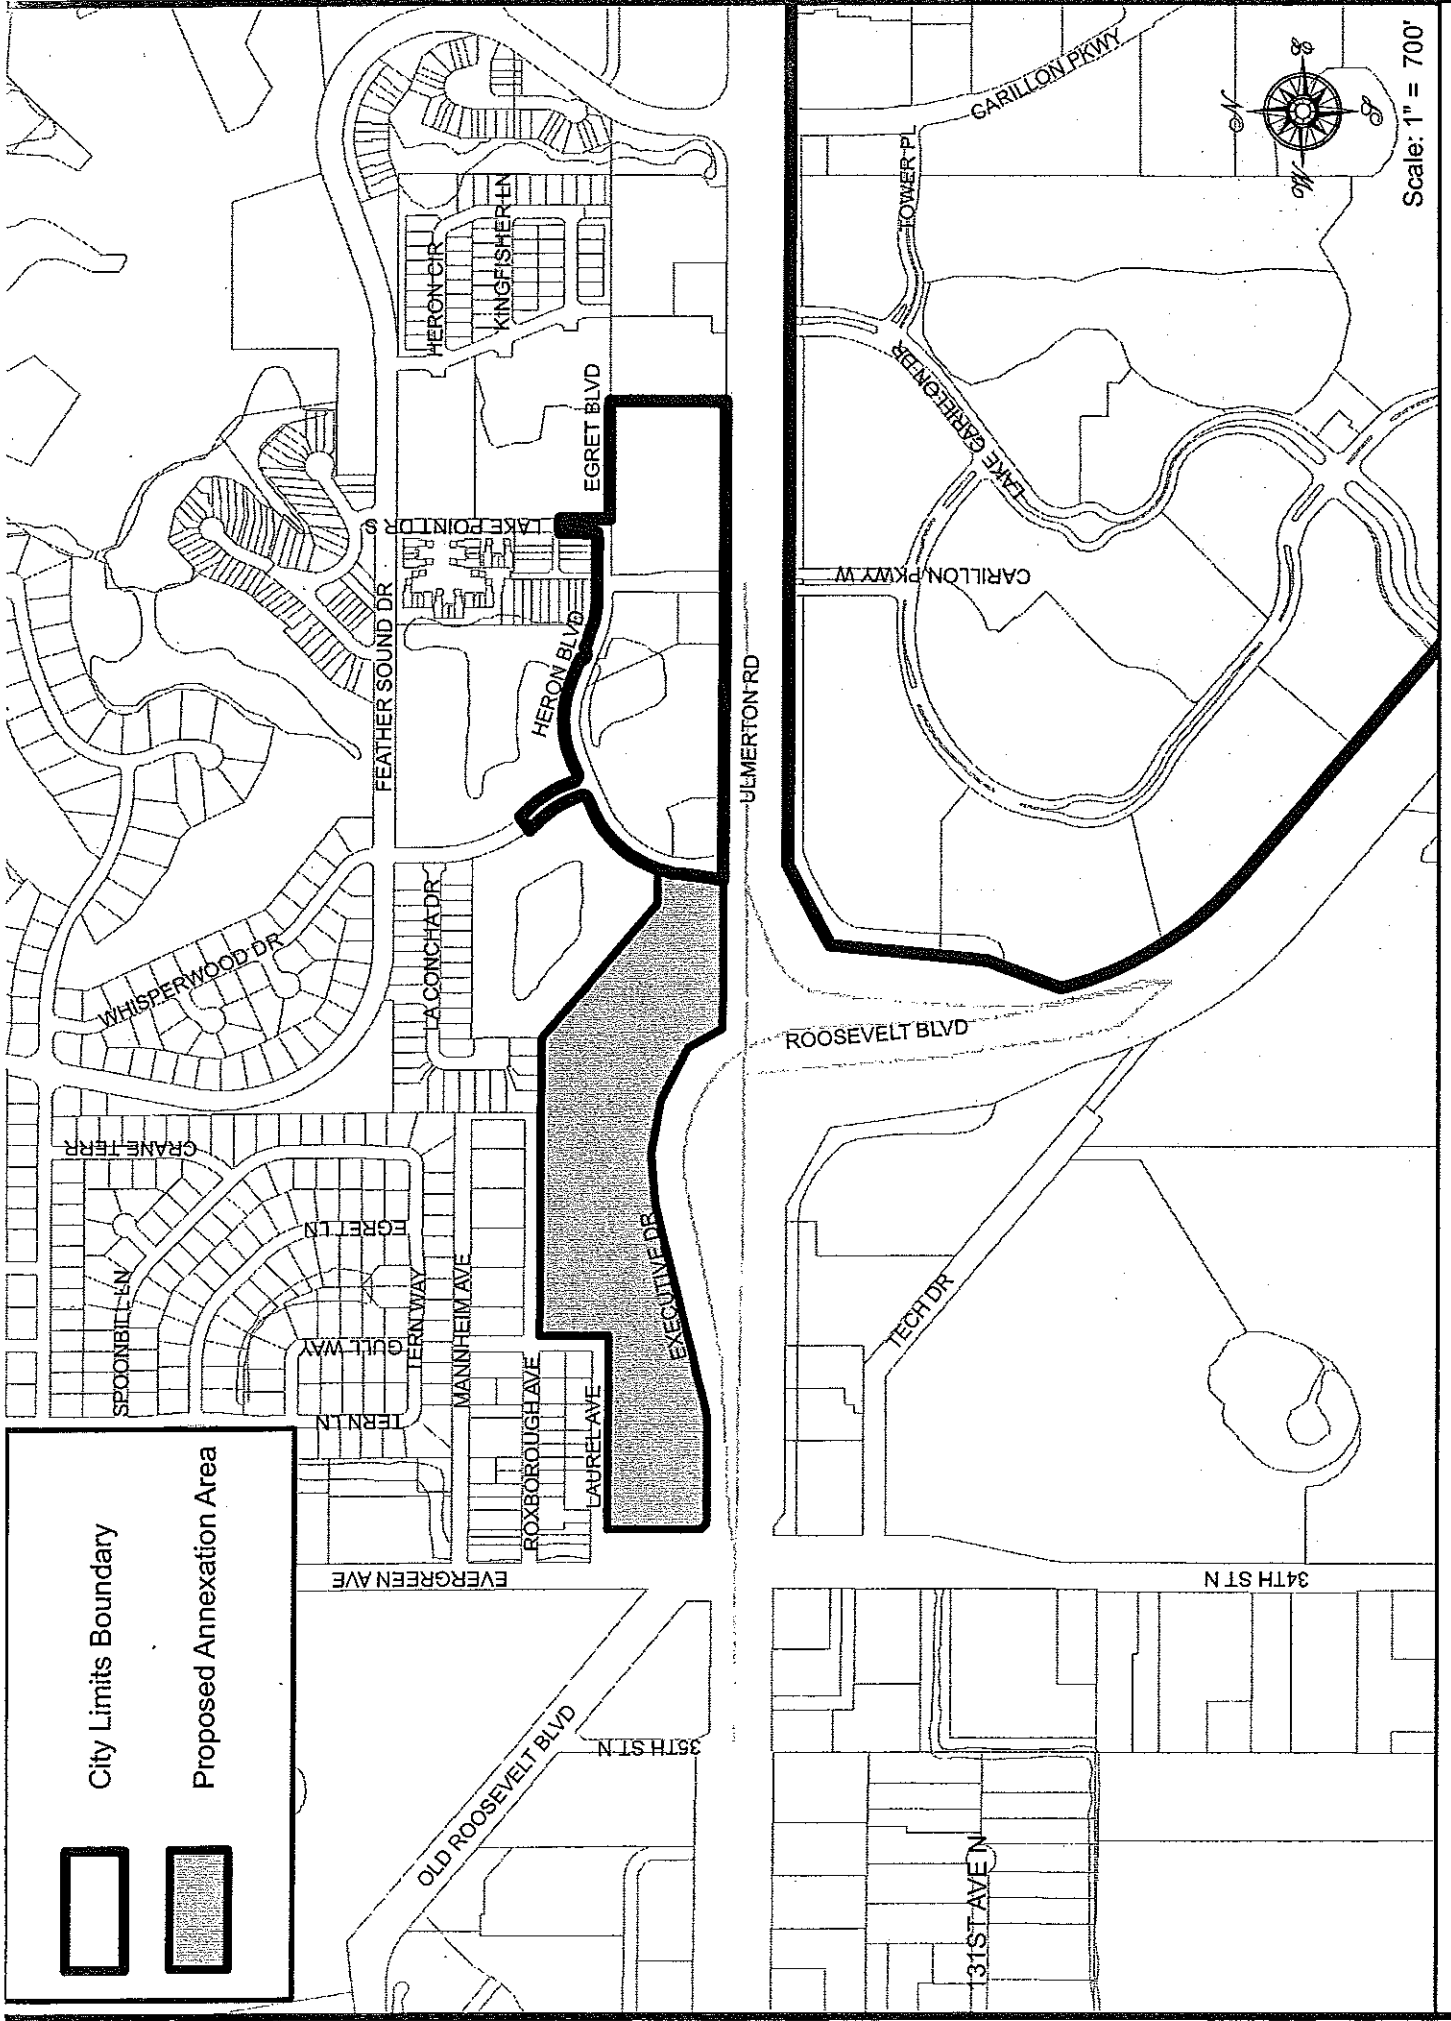 City Limits Boundary
Proposed Annexation Area
SPOONBILL LN
CRANE TERR
EGRET LN
GULL WAY
TERN LN
TERN WAY
MANNHEIM AVE
ROXBOROUGH AVE
LAUREL AVE
EVERGREEN AVE
WHISPERWOOD DR
LA CONCHA DR
FEATHER SOUND DR
HERON BLVD
LAKE POINT DR S
EGRET BLVD
HERON CIR
KINGFISHER LN
EXECUTIVE DR
ULMERTON RD
ROOSEVELT BLVD
OLD ROOSEVELT BLVD
35TH ST N
34TH ST N
131ST AVE N
TECH DR
CARILLON PKWY W
LAKE CARILLON DR
TOWER PL
CARILLON PKWY
N
E
S
W
Scale: 1" = 700'